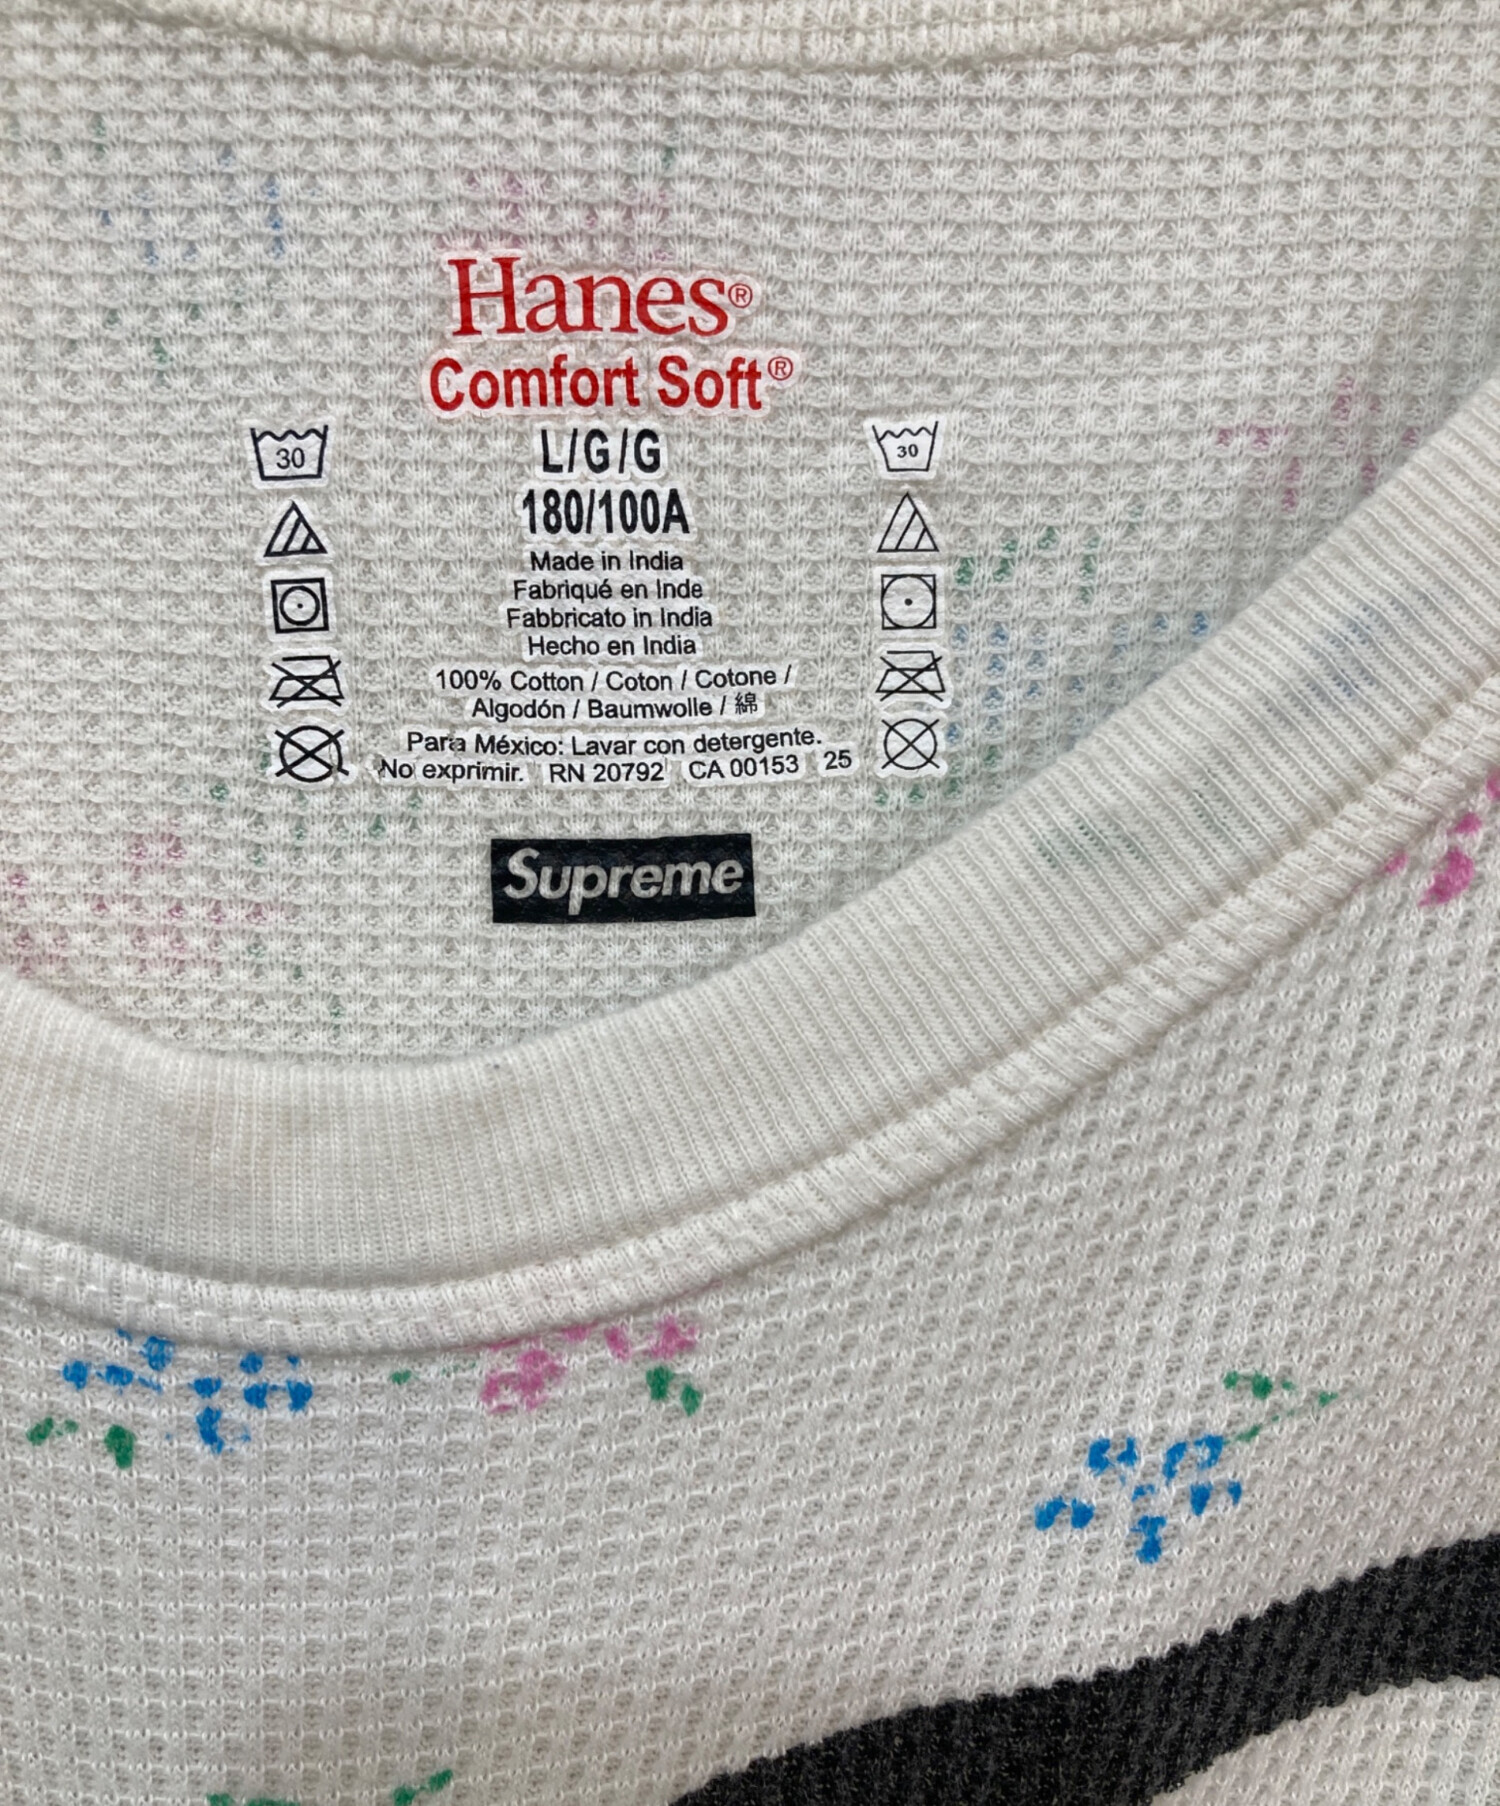 Hanes®
Comfort Soft®
30 L/G/G 30
180/100A
Made in India
Fabriqué en Inde
Fabbricato in India
Hecho en India
100% Cotton / Coton / Cotone /
Algodón / Baumwolle / 綿
Para México: Lavar con detergente.
No exprimir. RN 20792 CA 00153 25
Supreme